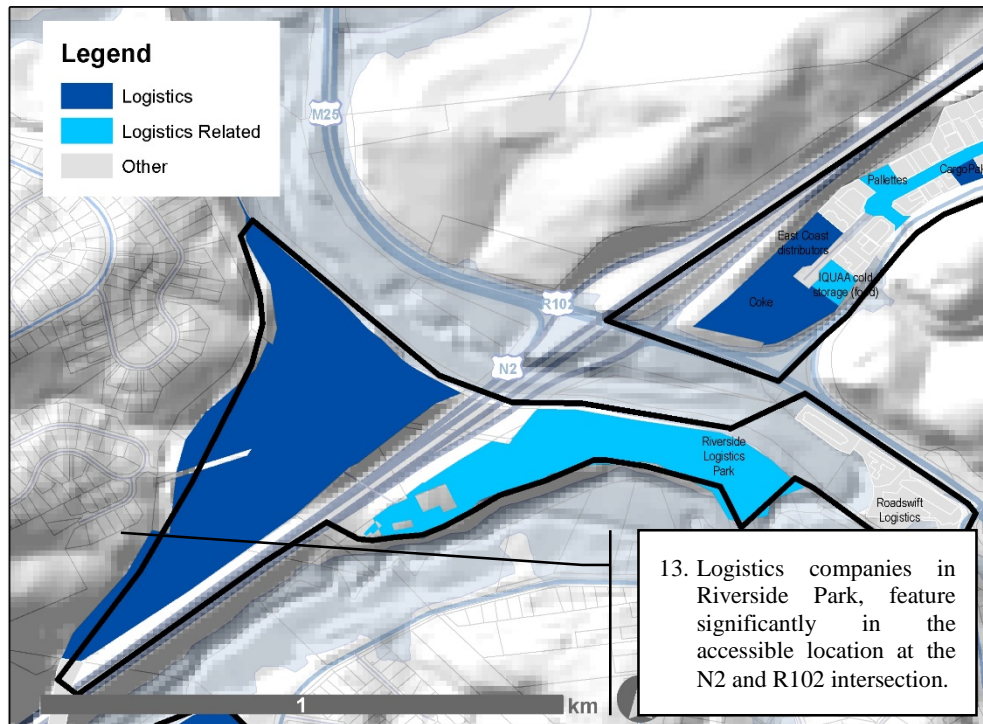 Legend
Logistics
Logistics Related
Other
M25
Pallettes
CargoPal
East Coast
distributors
IQUAA cold
storage (food)
Coke
R102
N2
Riverside
Logistics
Park
Roadswift
Logistics
13. Logistics companies in
Riverside Park, feature
significantly in the
accessible location at the
N2 and R102 intersection.
1
km